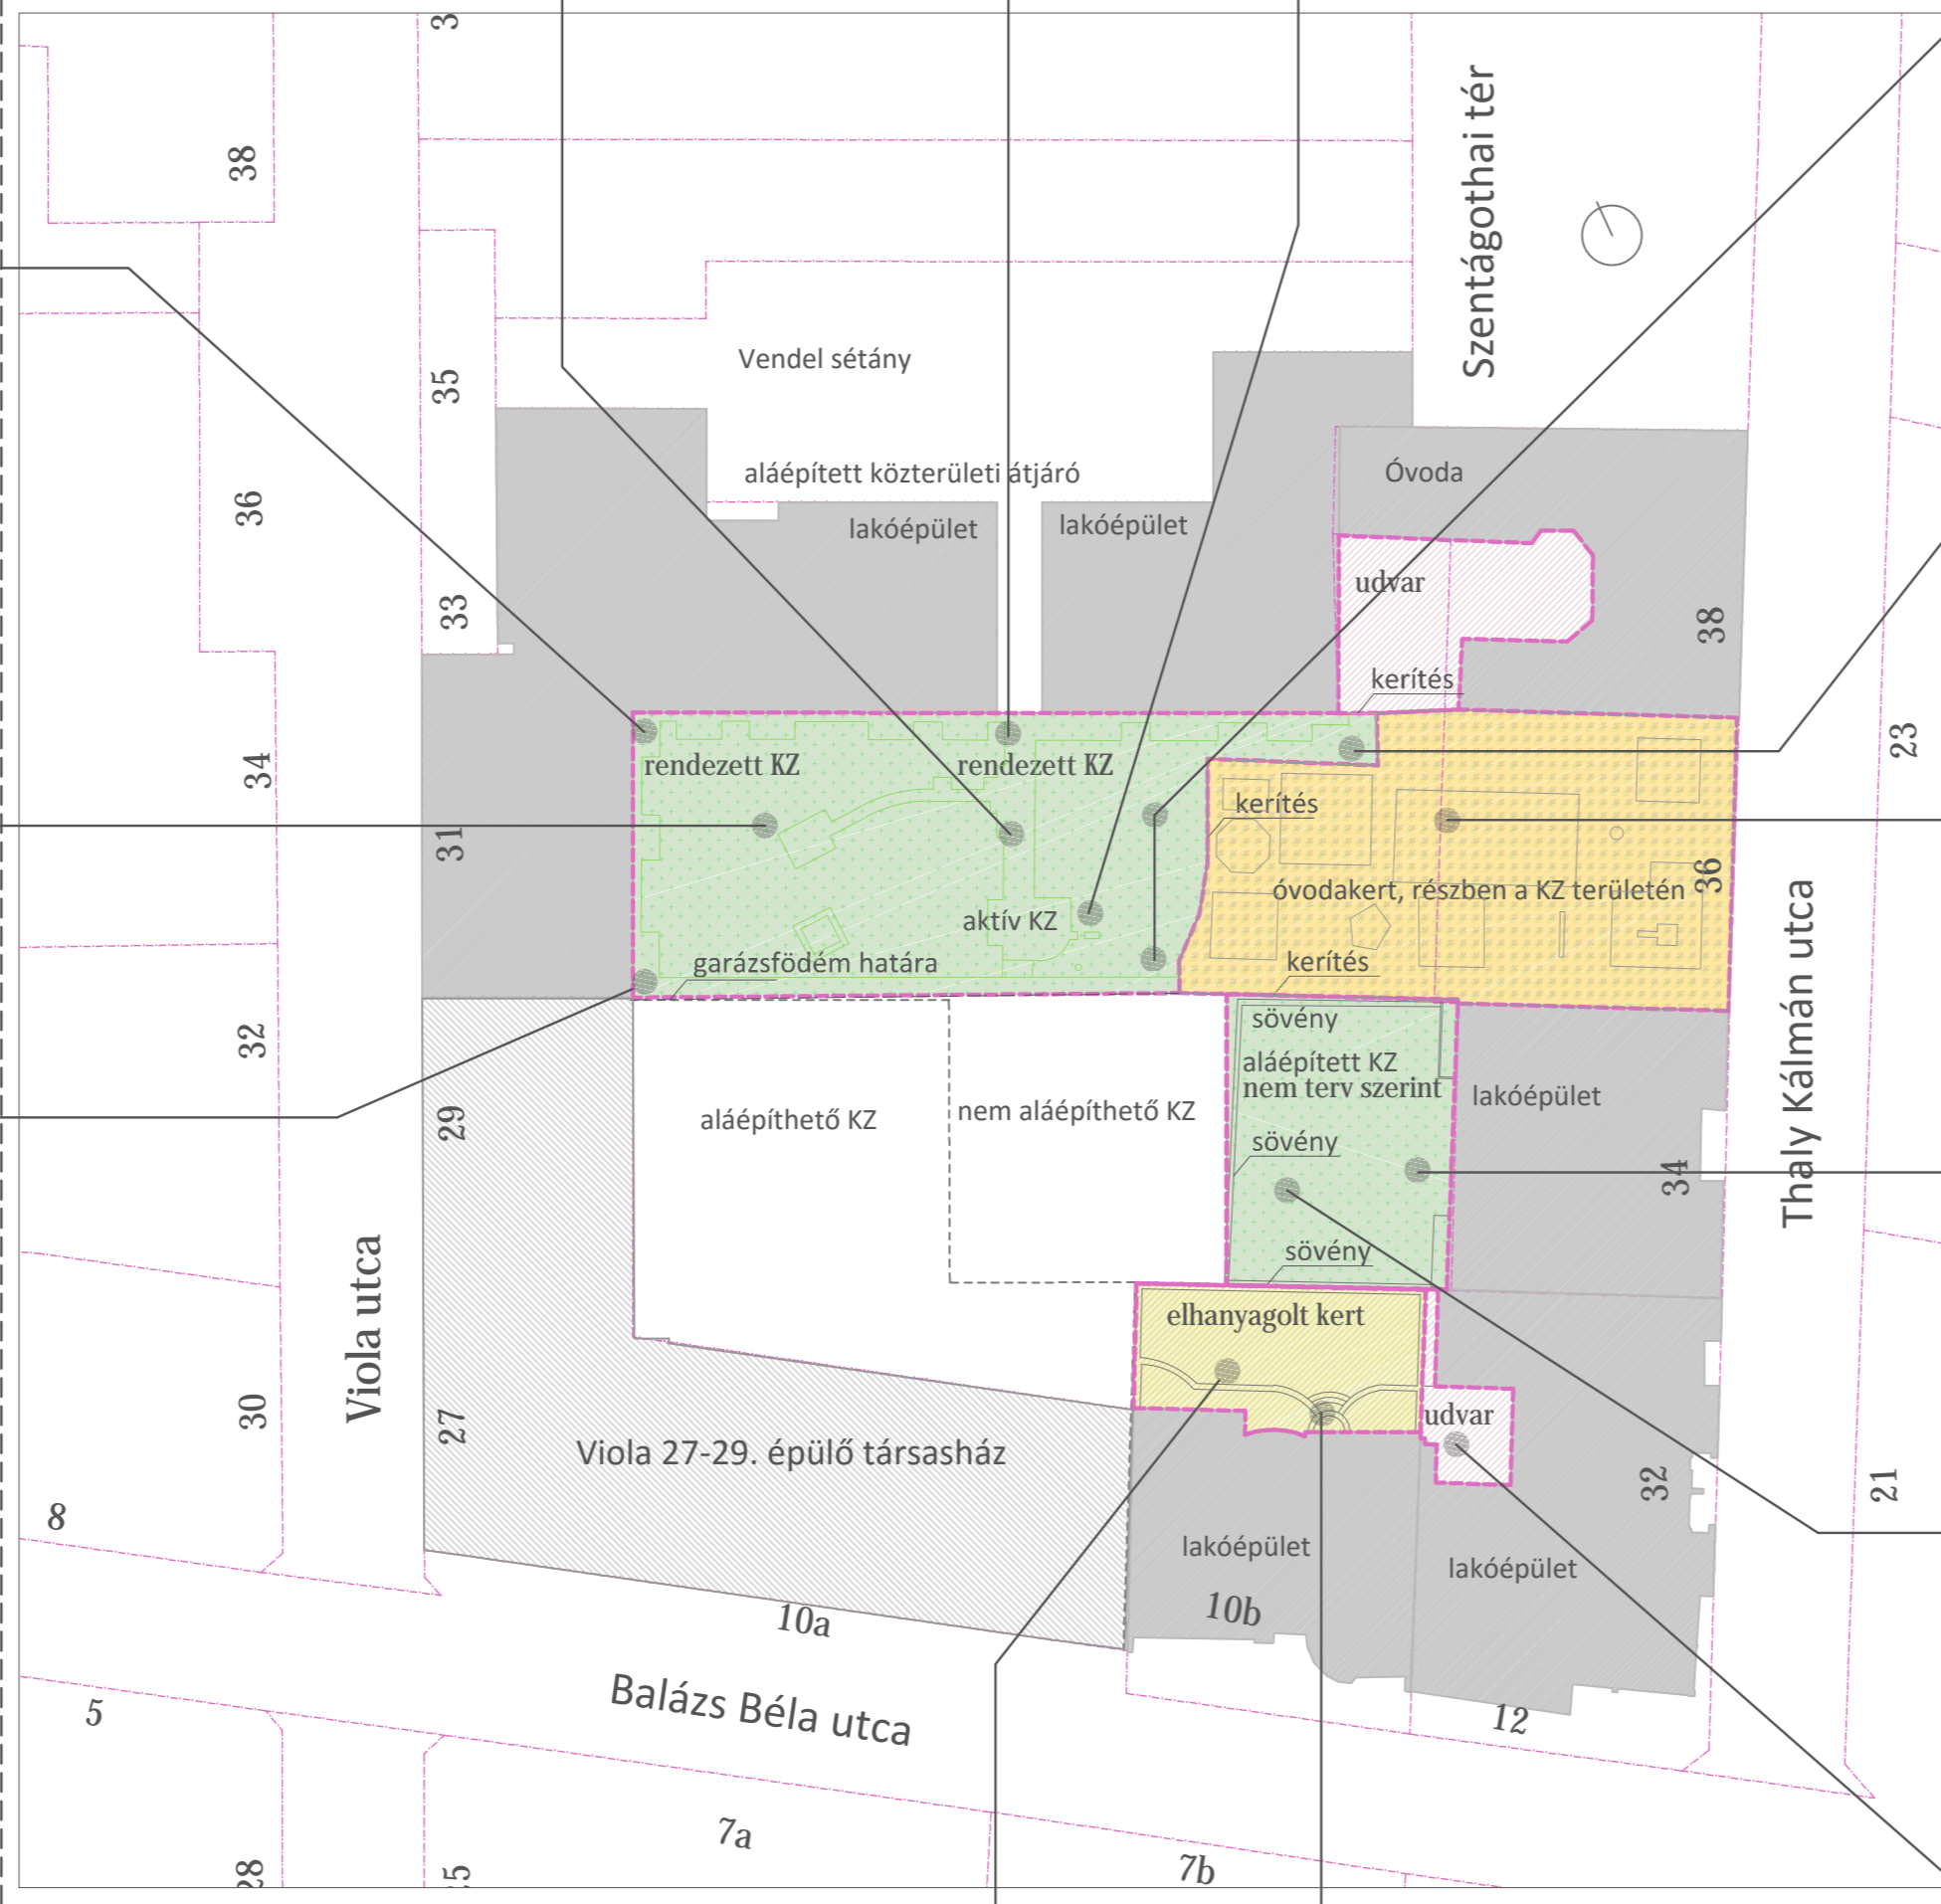 3
38
Szentágothai tér
Vendel sétány
35
aláépített közterületi átjáró
Óvoda
36
lakóépület
lakóépület
udvar
33
38
kerítés
34
rendezett KZ
rendezett KZ
23
kerítés
31
36
óvodakert, részben a KZ területén
aktív KZ
garázsfödém határa
kerítés
Thaly Kálmán utca
32
sövény
aláépített KZ
nem terv szerint
29
aláépíthető KZ
nem aláépíthető KZ
lakóépület
sövény
34
sövény
Viola utca
elhanyagolt kert
30
27
udvar
Viola 27-29. épülő társasház
32
21
8
lakóépület
lakóépület
10a
10b
5
Balázs Béla utca
12
7a
7b
28